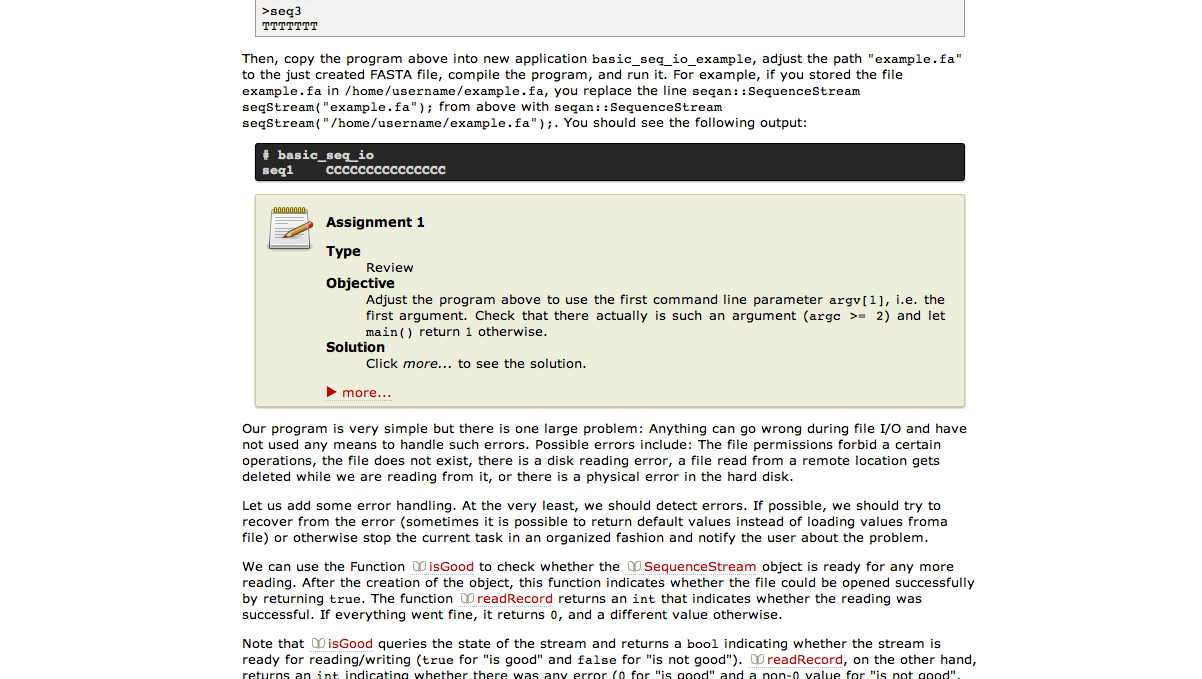 >seq3
TTTTTTT
Then, copy the program above into new application basic_seq_io_example, adjust the path "example.fa"
to the just created FASTA file, compile the program, and run it. For example, if you stored the file
example.fa in /home/username/example.fa, you replace the line seqan::SequenceStream
seqStream("example.fa"); from above with seqan::SequenceStream
seqStream("/home/username/example.fa");. You should see the following output:
# basic_seq_io
seq1    CCCCCCCCCCCCCCC
Assignment 1
Type
Review
Objective
Adjust the program above to use the first command line parameter argv[1], i.e. the
first argument. Check that there actually is such an argument (argc >= 2) and let
main() return 1 otherwise.
Solution
Click more... to see the solution.
more...
Our program is very simple but there is one large problem: Anything can go wrong during file I/O and have
not used any means to handle such errors. Possible errors include: The file permissions forbid a certain
operations, the file does not exist, there is a disk reading error, a file read from a remote location gets
deleted while we are reading from it, or there is a physical error in the hard disk.
Let us add some error handling. At the very least, we should detect errors. If possible, we should try to
recover from the error (sometimes it is possible to return default values instead of loading values froma
file) or otherwise stop the current task in an organized fashion and notify the user about the problem.
We can use the Function isGood to check whether the SequenceStream object is ready for any more
reading. After the creation of the object, this function indicates whether the file could be opened successfully
by returning true. The function readRecord returns an int that indicates whether the reading was
successful. If everything went fine, it returns 0, and a different value otherwise.
Note that isGood queries the state of the stream and returns a bool indicating whether the stream is
ready for reading/writing (true for "is good" and false for "is not good"). readRecord, on the other hand,
returns an int indicating whether there was any error (0 for "is good" and a non-0 value for "is not good",